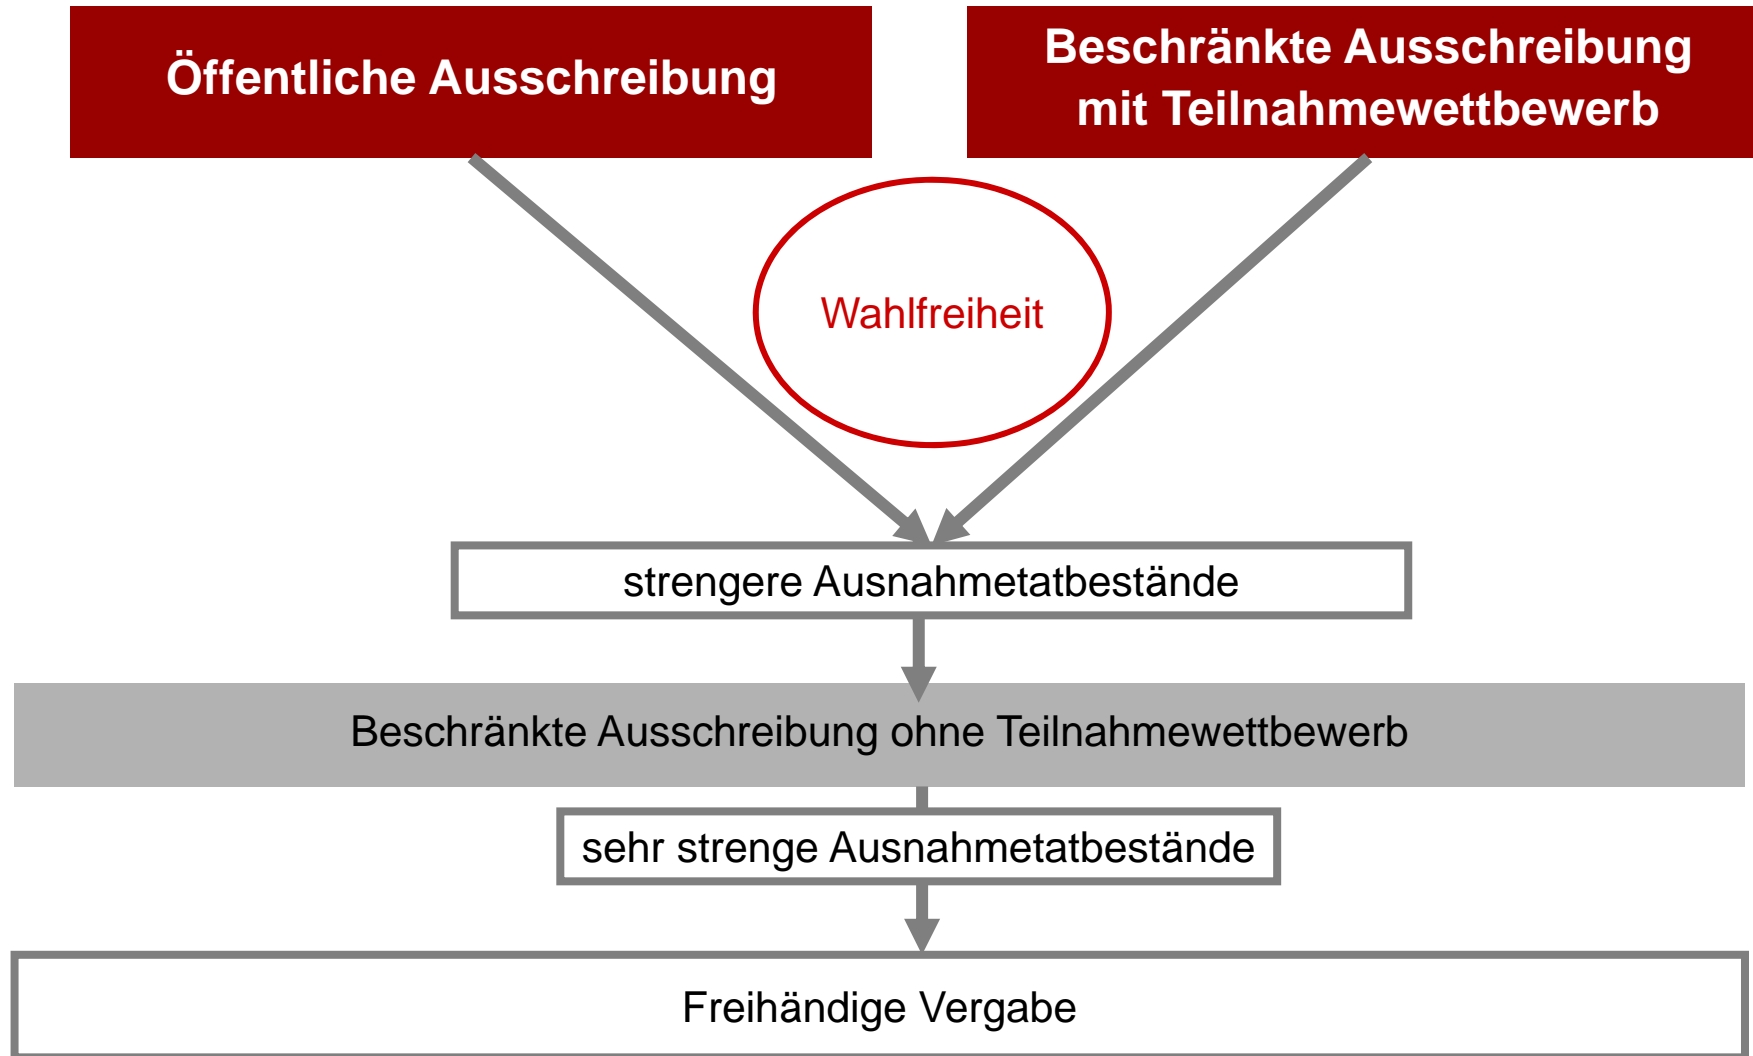 Öffentliche Ausschreibung
Beschränkte Ausschreibung
mit Teilnahmewettbewerb
Wahlfreiheit
strengere Ausnahmetatbestände
Beschränkte Ausschreibung ohne Teilnahmewettbewerb
sehr strenge Ausnahmetatbestände
Freihändige Vergabe